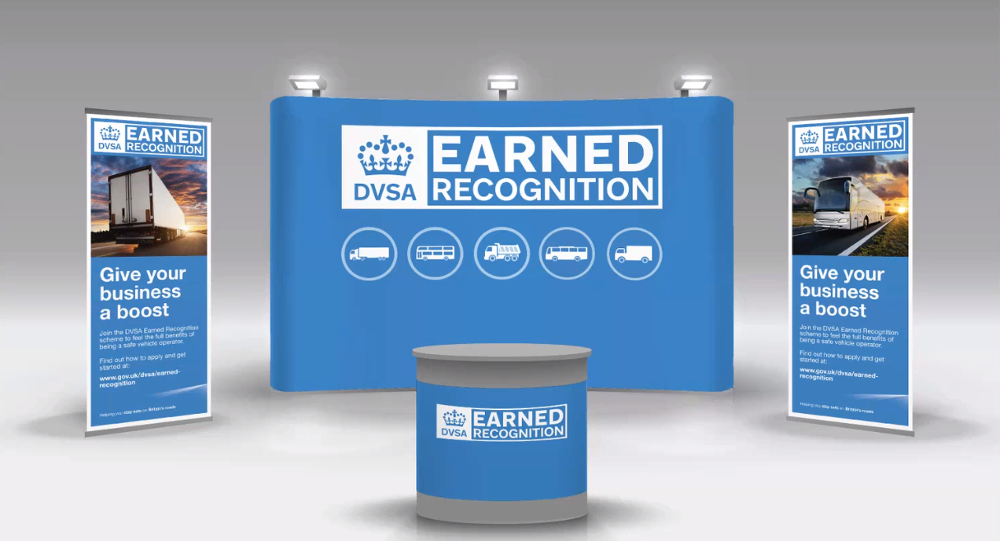 EARNED
RECOGNITION
DVSA
Give your
business
a boost
Join the DVSA Earned Recognition
scheme to feel the full benefits of
being a safe vehicle operator.
Find out how to apply and get
started at:
www.gov.uk/dvsa/earned-
recognition
Helping you stay safe on Britain's roads
EARNED
RECOGNITION
DVSA
EARNED
RECOGNITION
DVSA
EARNED
RECOGNITION
DVSA
Give your
business
a boost
Join the DVSA Earned Recognition
scheme to feel the full benefits of
being a safe vehicle operator.
Find out how to apply and get
started at:
www.gov.uk/dvsa/earned-
recognition
Helping you stay safe on Britain's roads